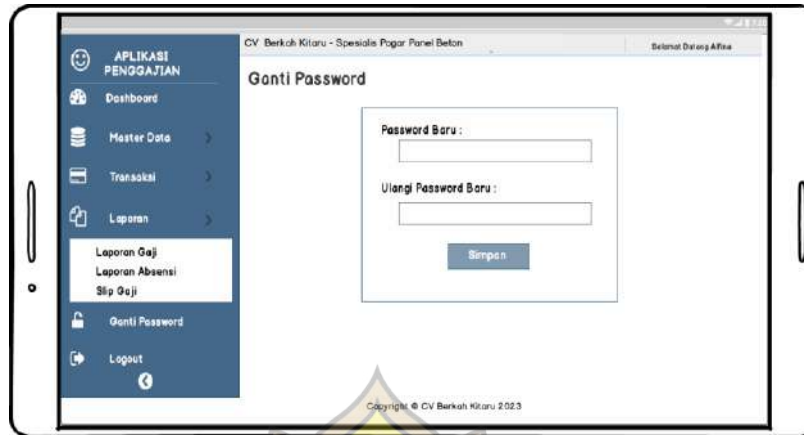 APLIKASI
PENGGAJIAN
Dashboard
Master Data
Transaksi
Laporan
Laporan Gaji
Laporan Absensi
Slip Gaji
Ganti Password
Logout
CV Berkah Kitaru - Spesialis Pagar Panel Beton
Selamat Datang Alfina
Ganti Password
Password Baru :
Ulangi Password Baru :
Simpan
Copyright © CV Berkah Kitaru 2023